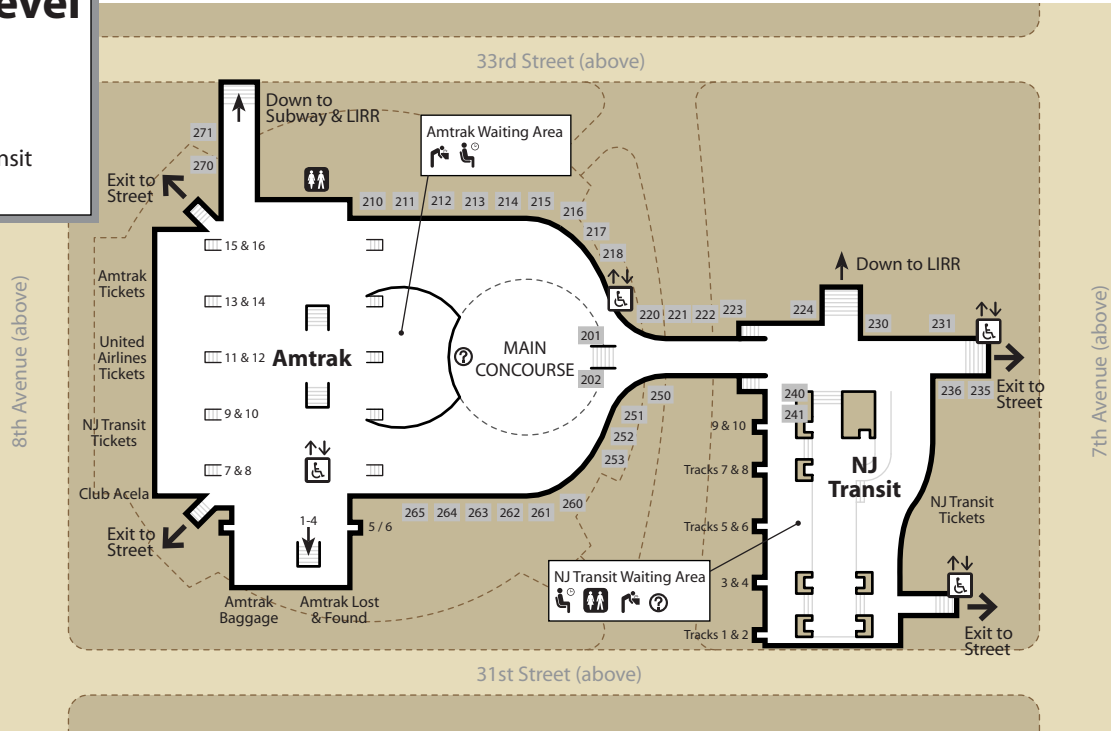 evel
nsit
33rd Street (above)
Down to
Subway & LIRR
Amtrak Waiting Area
271
270
Exit to
Street
210
211
212
213
214
215
216
217
218
15 & 16
13 & 14
11 & 12
9 & 10
7 & 8
Amtrak
Tickets
United
Airlines
Tickets
NJ Transit
Tickets
Club Acela
Exit to
Street
8th Avenue (above)
Amtrak
?
MAIN
CONCOURSE
201
202
220
221
222
223
224
Down to LIRR
230
231
236
235
Exit to
Street
7th Avenue (above)
240
241
250
251
252
253
260
261
262
263
264
265
1-4
5 / 6
Amtrak
Baggage
Amtrak Lost
& Found
9 & 10
Tracks 7 & 8
Tracks 5 & 6
3 & 4
Tracks 1 & 2
NJ
Transit
NJ Transit
Tickets
NJ Transit Waiting Area
?
Exit to
Street
31st Street (above)